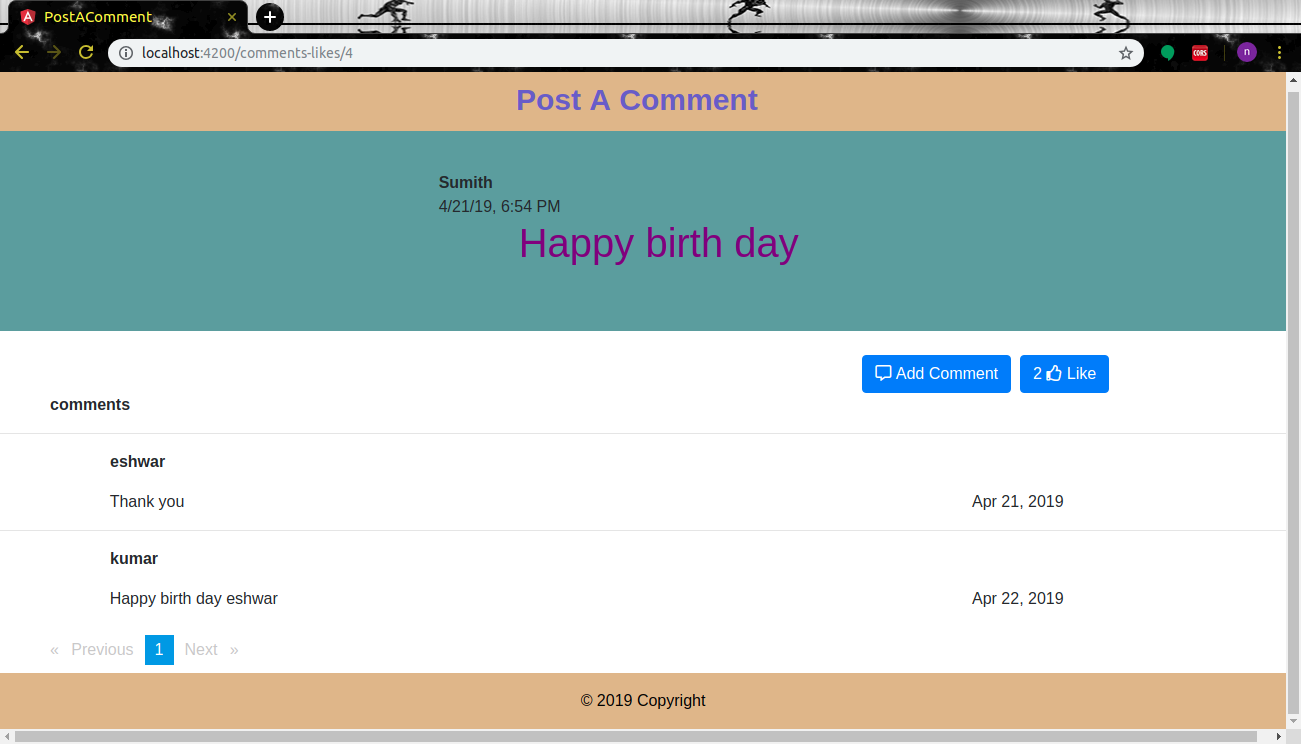 PostAComment
localhost:4200/comments-likes/4
CORS
n
Post A Comment
Sumith
4/21/19, 6:54 PM
Happy birth day
Add Comment 2 Like
comments
eshwar
Thank you Apr 21, 2019
kumar
Happy birth day eshwar Apr 22, 2019
« Previous 1 Next »
© 2019 Copyright